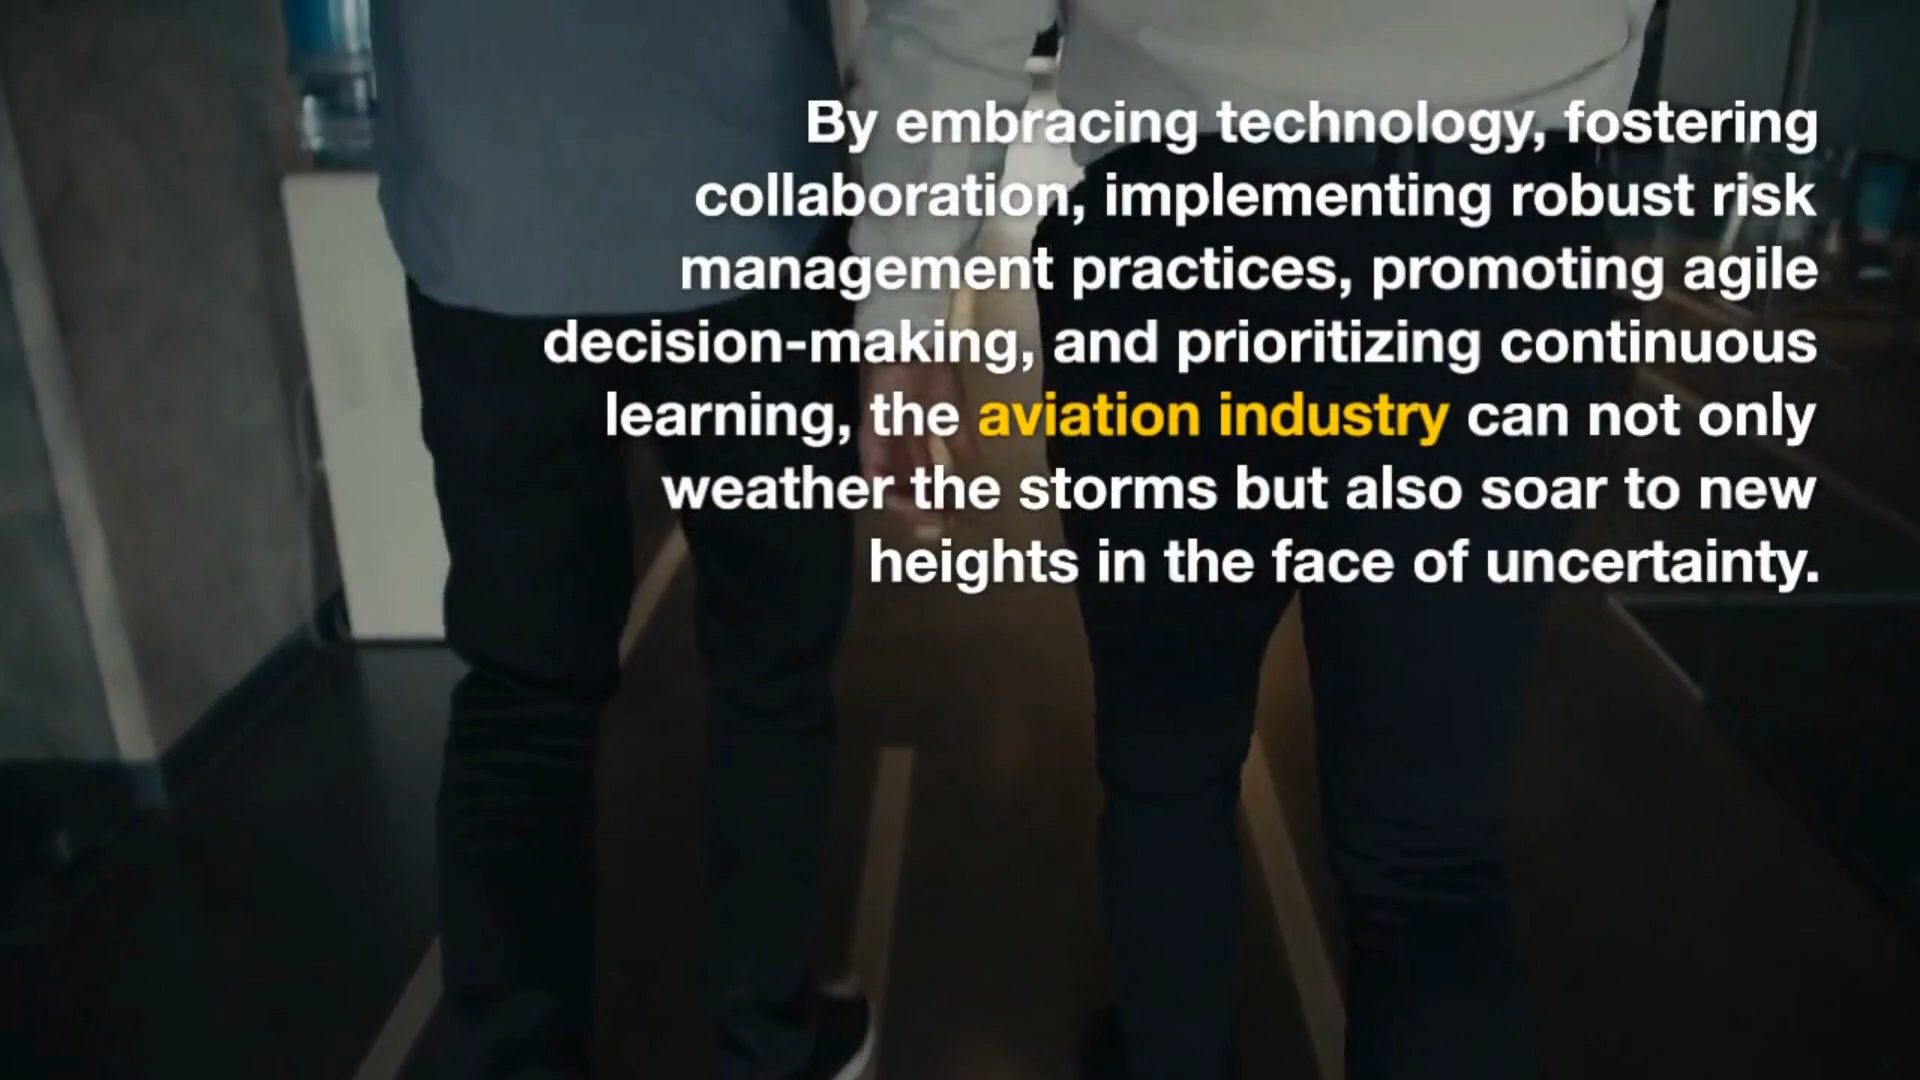 By embracing technology, fostering
collaboration, implementing robust risk
management practices, promoting agile
decision-making, and prioritizing continuous
learning, the aviation industry can not only
weather the storms but also soar to new
heights in the face of uncertainty.